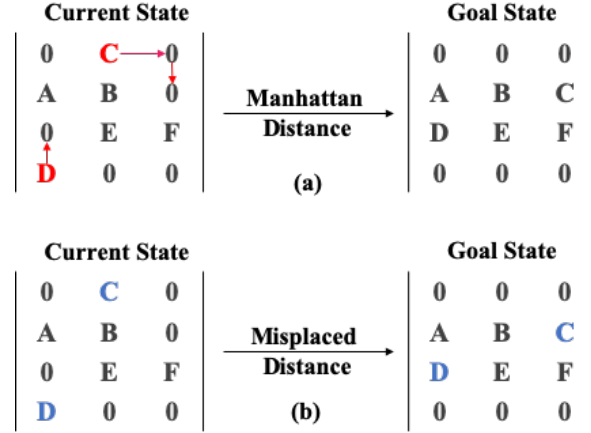 Current State
Goal State
0 C 0
0 0 0
A B 0
A B C
Manhattan
Distance
0 E F
D E F
D 0 0
0 0 0
(a)
Current State
Goal State
0 C 0
0 0 0
A B 0
A B C
Misplaced
Distance
0 E F
D E F
D 0 0
0 0 0
(b)